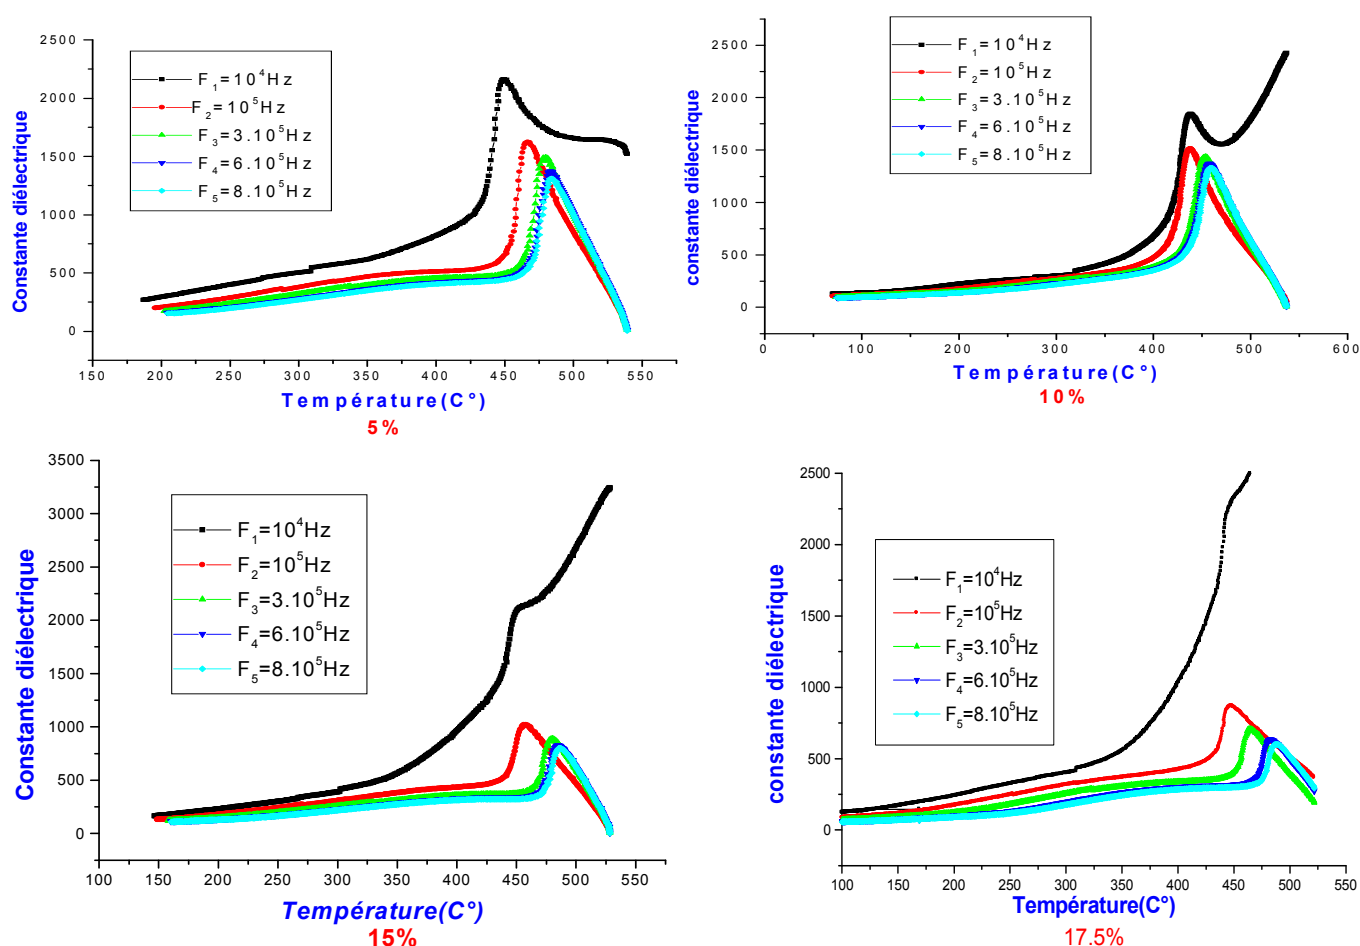 2500
2000
1500
1000
500
0
Constante diélectrique
F1=10^4Hz
F2=10^5Hz
F3=3.10^5Hz
F4=6.10^5Hz
F5=8.10^5Hz
150 200 250 300 350 400 450 500 550
Température(C°)
5%
2500
2000
1500
1000
500
0
constante diélectrique
F1=10^4Hz
F2=10^5Hz
F3=3.10^5Hz
F4=6.10^5Hz
F5=8.10^5Hz
0 100 200 300 400 500 600
Température(C°)
10%
3500
3000
2500
2000
1500
1000
500
0
Constante diélectrique
F1=10^4Hz
F2=10^5Hz
F3=3.10^5Hz
F4=6.10^5Hz
F5=8.10^5Hz
100 150 200 250 300 350 400 450 500 550
Température(C°)
15%
2500
2000
1500
1000
500
0
constante diélectrique
F1=10^4Hz
F2=10^5Hz
F3=3.10^5Hz
F4=6.10^5Hz
F5=8.10^5Hz
100 150 200 250 300 350 400 450 500 550
Température(C°)
17.5%